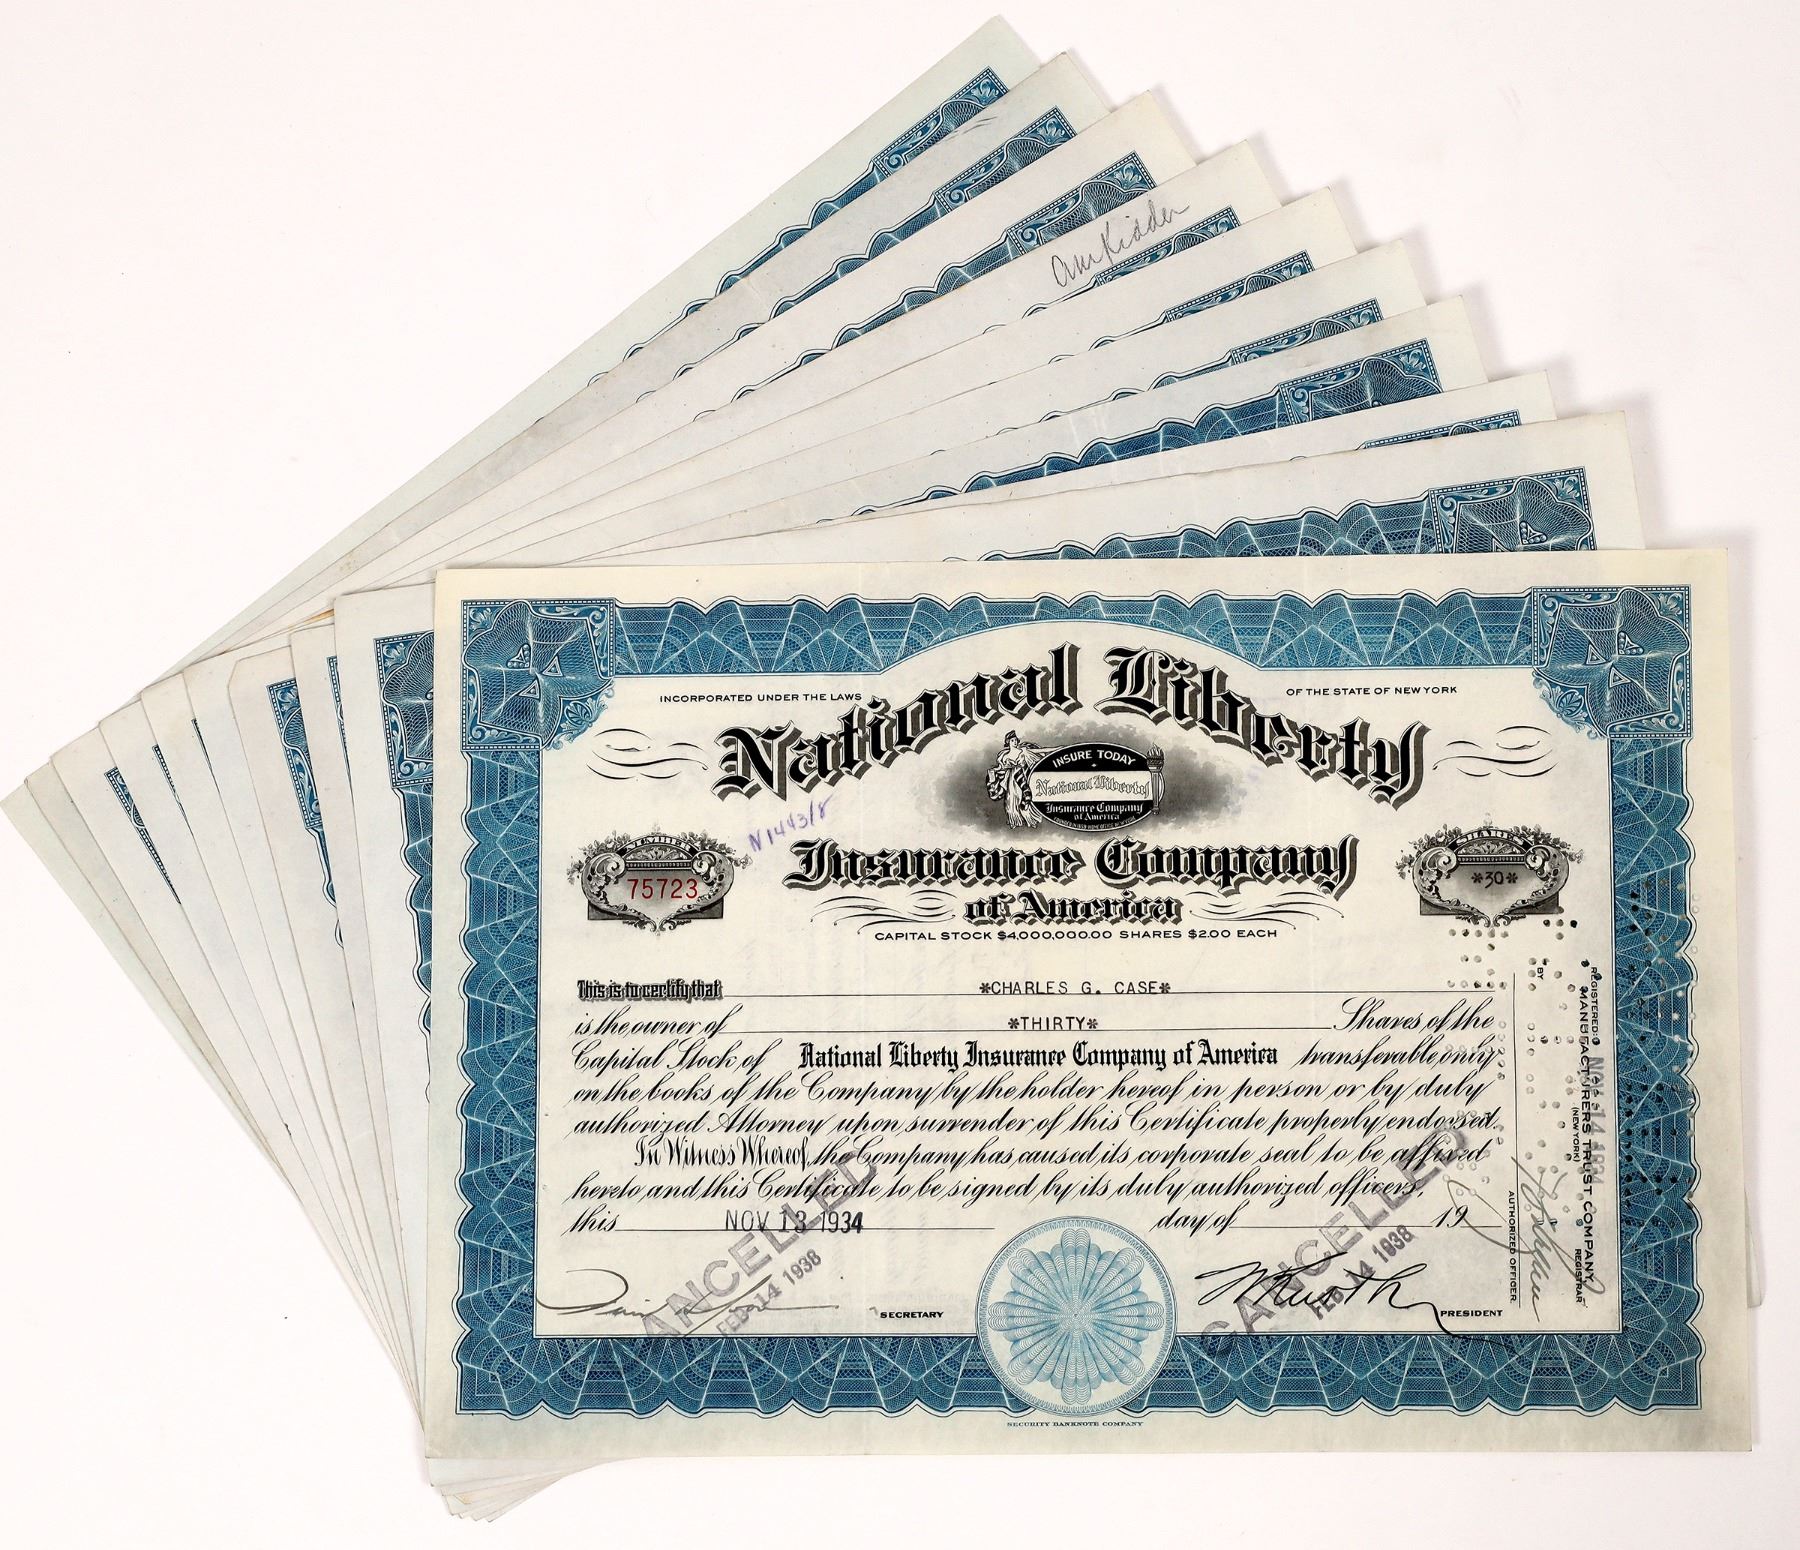 Am Kidder
INCORPORATED UNDER THE LAWS OF THE STATE OF NEW YORK
National Liberty
INSURE TODAY
National Liberty
Insurance Company
of America
N 14431/8
Insurance Company
of America
NUMBER
75723
SHARES
*30*
CAPITAL STOCK $4,000,000.00 SHARES $2.00 EACH
This is to certify that *CHARLES G. CASE*
is the owner of *THIRTY* Shares of the
Capital Stock of National Liberty Insurance Company of America transferable only
on the books of the Company by the holder hereof in person or by duly
authorized Attorney upon surrender of this Certificate properly endorsed.
In Witness Whereof, the Company has caused its corporate seal to be affixed
hereto and this Certificate to be signed by its duly authorized officers,
this NOV 13 1934 day of 19
SECRETARY
PRESIDENT
CANCELLED
FEB 14 1938
CANCELLED
FEB 14 1938
REGISTERED: NOV 14 1934
MANUFACTURERS TRUST COMPANY,
(NEW YORK) REGISTRAR
BY
AUTHORIZED OFFICER.
SECURITY BANKNOTE COMPANY